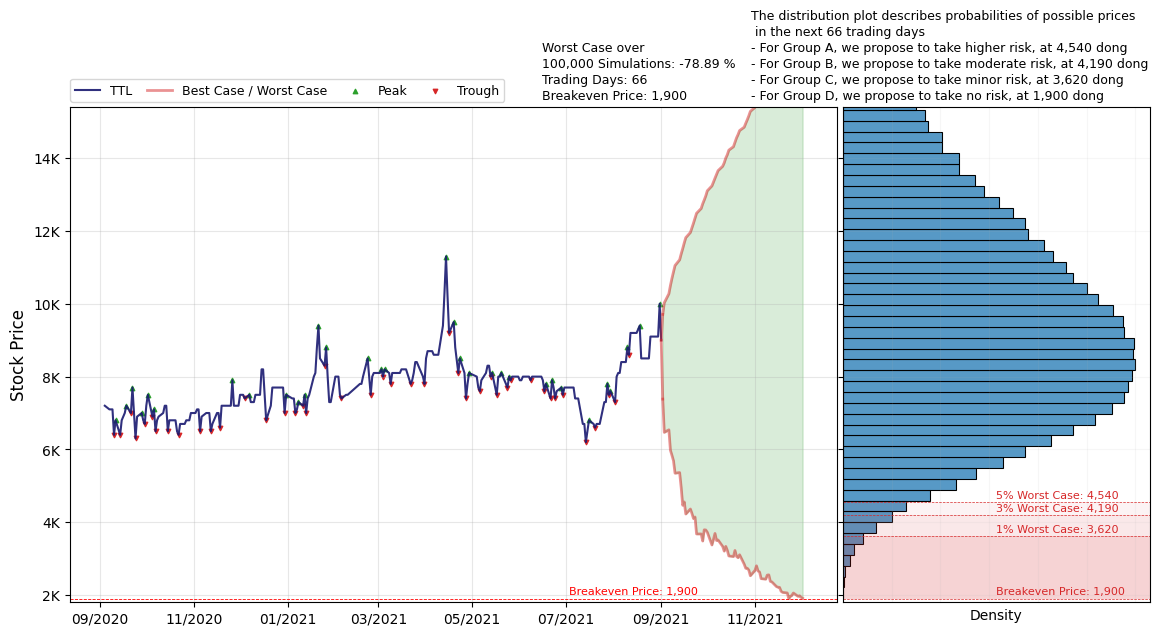 The distribution plot describes probabilities of possible prices
in the next 66 trading days
- For Group A, we propose to take higher risk, at 4,540 dong
- For Group B, we propose to take moderate risk, at 4,190 dong
- For Group C, we propose to take minor risk, at 3,620 dong
- For Group D, we propose to take no risk, at 1,900 dong
Worst Case over
100,000 Simulations: -78.89 %
Trading Days: 66
Breakeven Price: 1,900
TTL
Best Case / Worst Case
Peak
Trough
Stock Price
14K
12K
10K
8K
6K
4K
2K
Breakeven Price: 1,900
09/2020
11/2020
01/2021
03/2021
05/2021
07/2021
09/2021
11/2021
5% Worst Case: 4,540
3% Worst Case: 4,190
1% Worst Case: 3,620
Breakeven Price: 1,900
Density